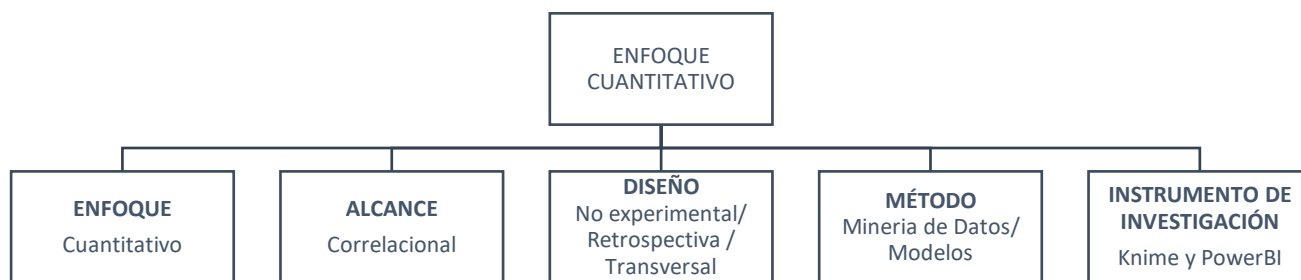 ENFOQUE
CUANTITATIVO
ENFOQUE
Cuantitativo
ALCANCE
Correlacional
DISEÑO
No experimental/
Retrospectiva /
Transversal
MÉTODO
Mineria de Datos/
Modelos
INSTRUMENTO DE
INVESTIGACIÓN
Knime y PowerBI